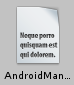 Neque porro
quisquam est
qui dolorem.
AndroidMan...